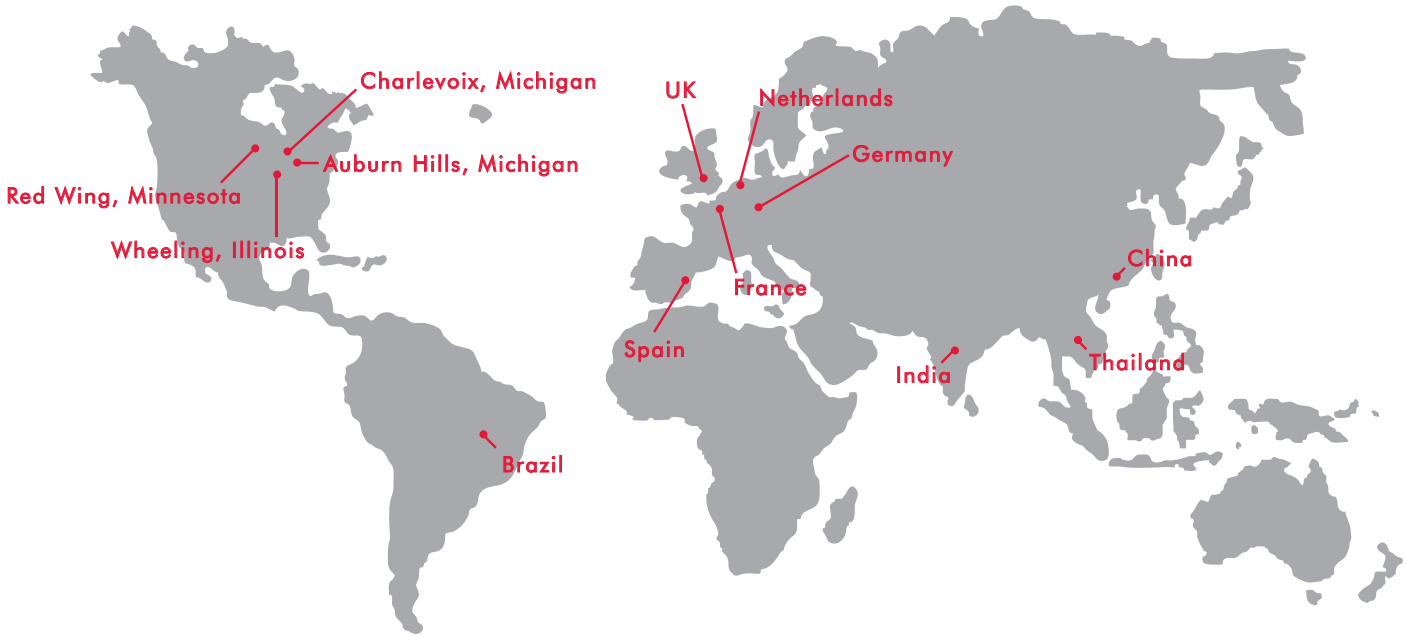 Charlevoix, Michigan
UK
Netherlands
Germany
Auburn Hills, Michigan
Red Wing, Minnesota
Wheeling, Illinois
China
France
Spain
Thailand
India
Brazil